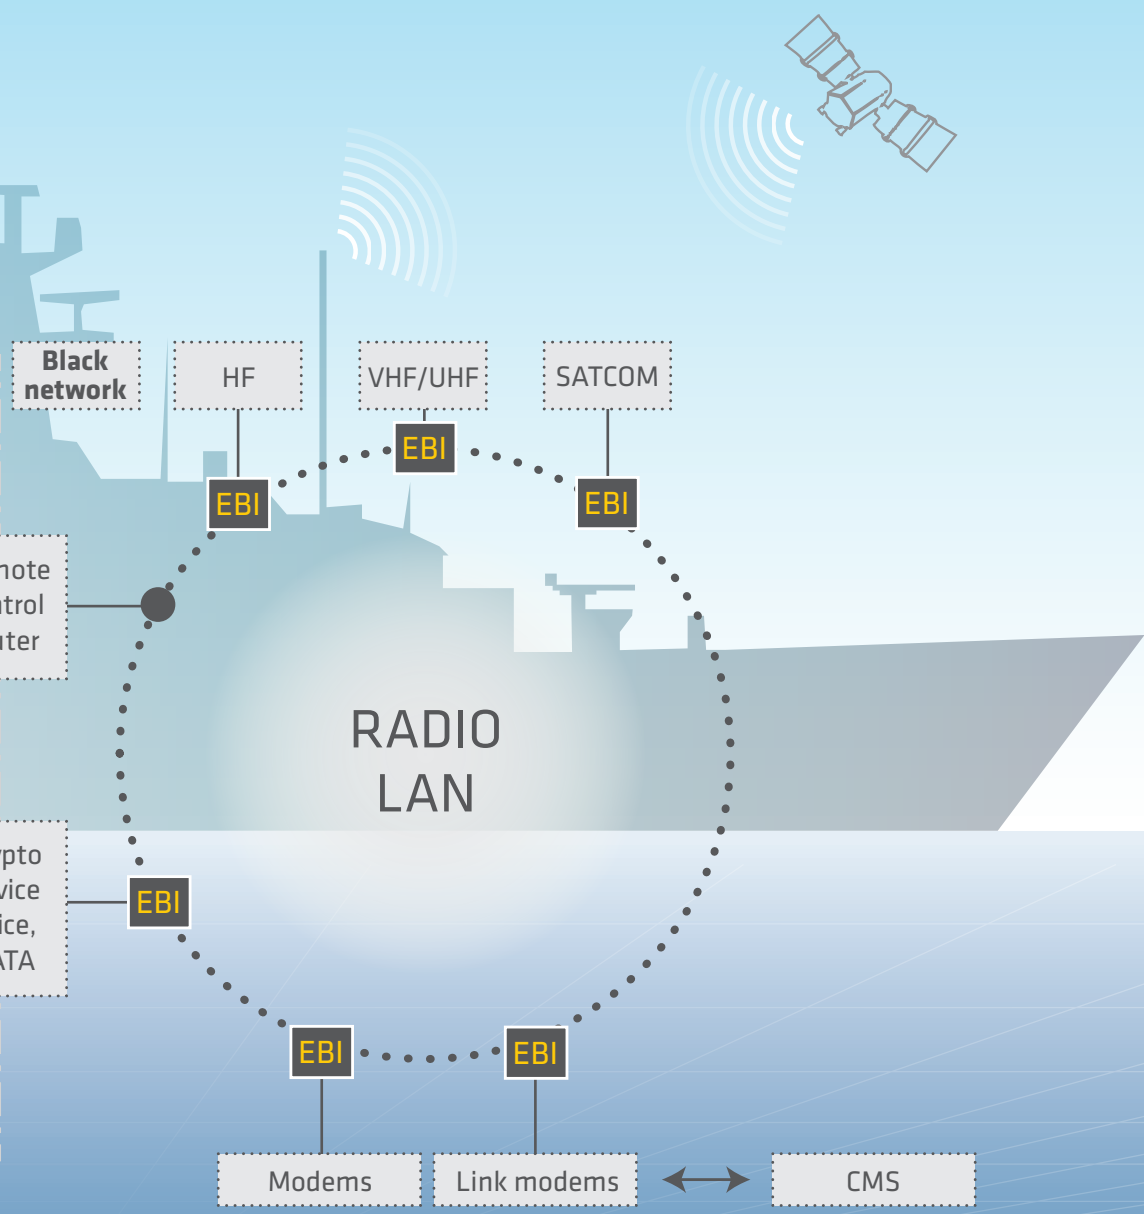 Black
network
HF
VHF/UHF
SATCOM
EBI
EBI
EBI
RADIO
LAN
EBI
EBI
EBI
Modems
Link modems
CMS